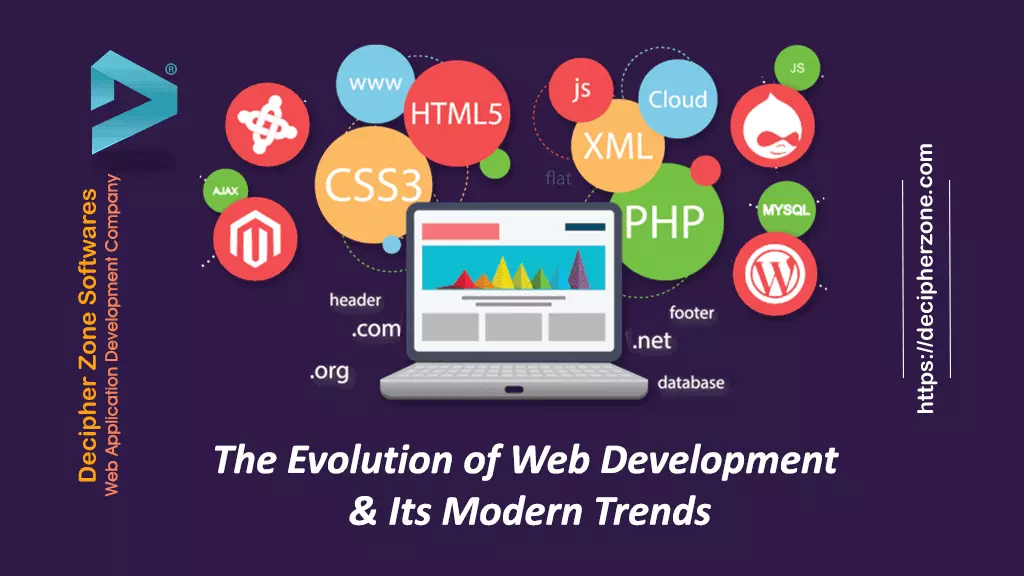 ®
Decipher Zone Softwares
Web Application Development Company
www
HTML5
CSS3
AJAX
js
Cloud
JS
XML
flat
PHP
MYSQL
header
.com
.org
footer
.net
database
https://decipherzone.com
The Evolution of Web Development
& Its Modern Trends